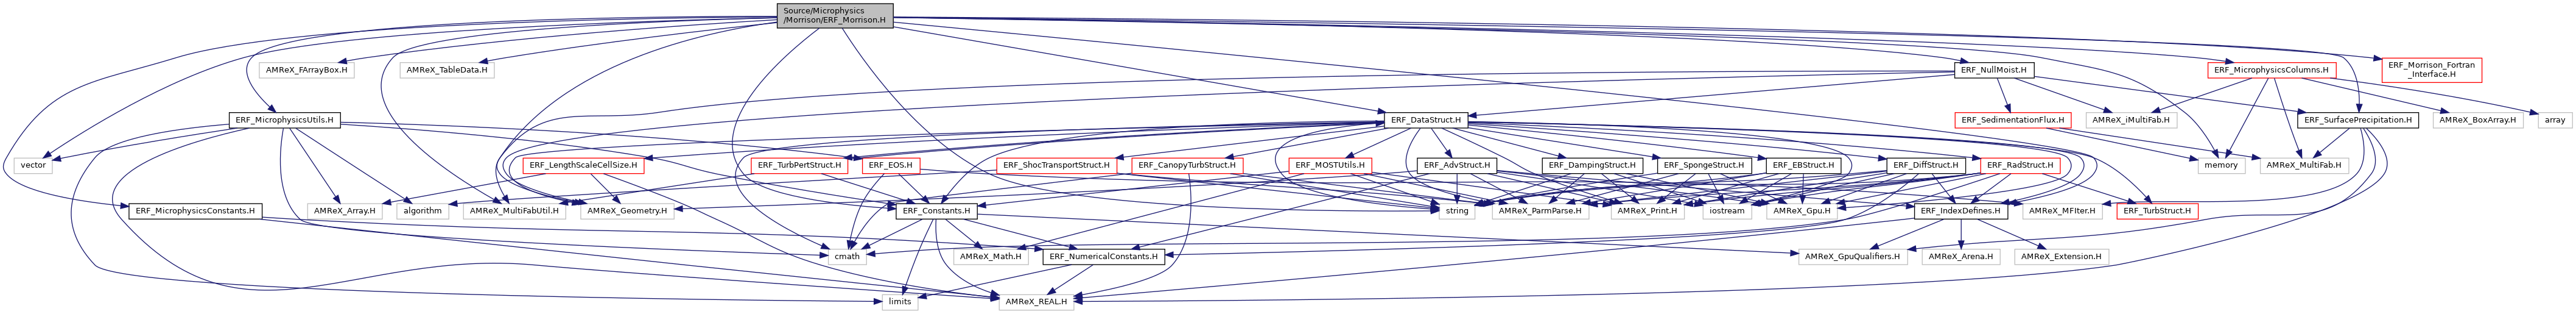 Source/Microphysics
/Morrison/ERF_Morrison.H
AMReX_FArrayBox.H
AMReX_TableData.H
ERF_NullMoist.H
ERF_MicrophysicsColumns.H
ERF_Morrison_Fortran
_Interface.H
ERF_MicrophysicsUtils.H
ERF_DataStruct.H
ERF_SedimentationFlux.H
AMReX_iMultiFab.H
ERF_SurfacePrecipitation.H
AMReX_BoxArray.H
array
vector
ERF_LengthScaleCellSize.H
ERF_TurbPertStruct.H
ERF_EOS.H
ERF_ShocTransportStruct.H
ERF_CanopyTurbStruct.H
ERF_MOSTUtils.H
ERF_AdvStruct.H
ERF_DampingStruct.H
ERF_SpongeStruct.H
ERF_EBStruct.H
ERF_DiffStruct.H
ERF_RadStruct.H
memory
AMReX_MultiFab.H
ERF_MicrophysicsConstants.H
AMReX_Array.H
algorithm
AMReX_MultiFabUtil.H
AMReX_Geometry.H
ERF_Constants.H
string
AMReX_ParmParse.H
AMReX_Print.H
iostream
AMReX_Gpu.H
ERF_IndexDefines.H
AMReX_MFIter.H
ERF_TurbStruct.H
cmath
AMReX_Math.H
ERF_NumericalConstants.H
AMReX_GpuQualifiers.H
AMReX_Arena.H
AMReX_Extension.H
limits
AMReX_REAL.H